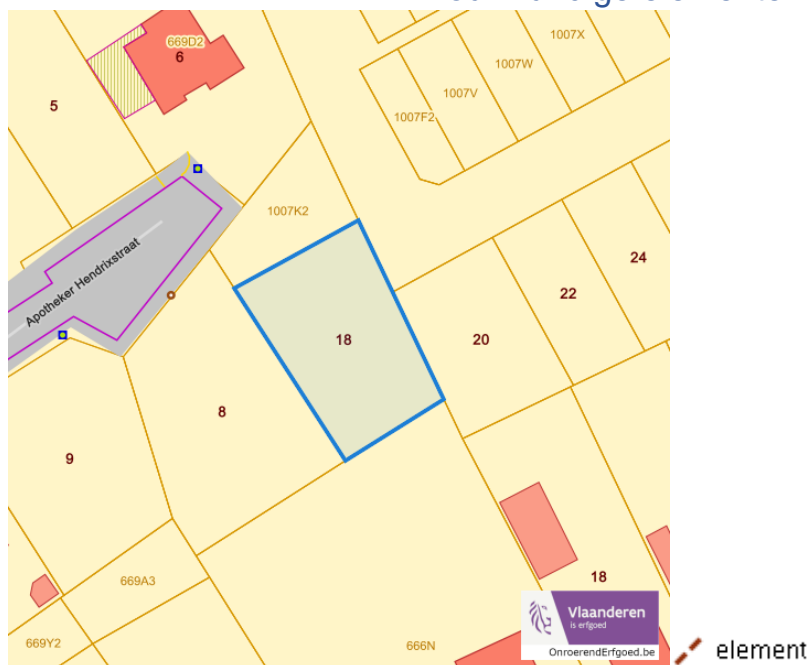 669D2
6
5
1007X
1007W
1007V
1007F2
1007K2
Apotheker Hendrixstraat
24
22
20
18
8
9
669A3
18
669Y2
666N
Vlaanderen
is erfgoed
OnroerendErfgoed.be
element